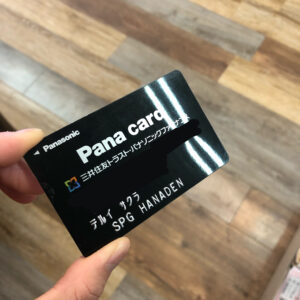 ◀ Panasonic
Pana card
三井住友トラスト・パナソニックファイナンス
テルイ サクラ
SPG HANADEN